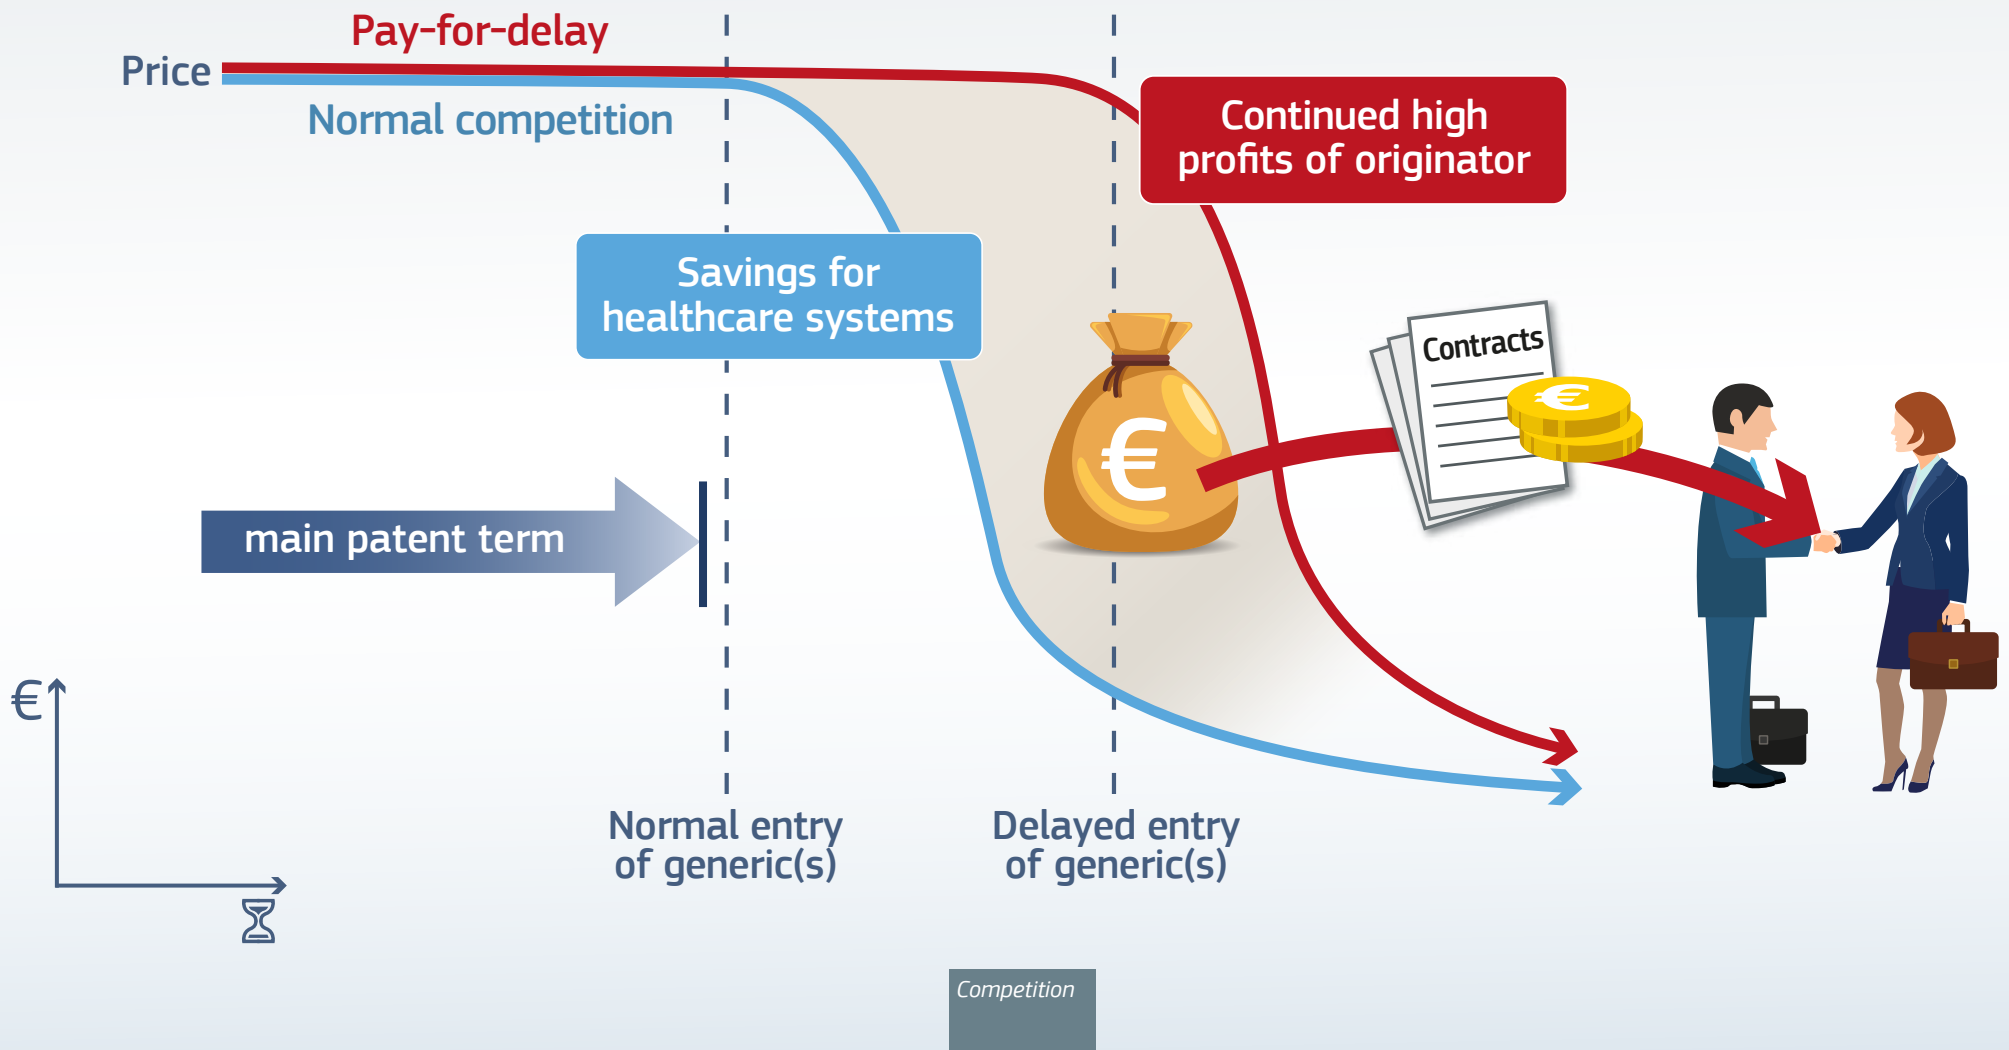 Pay-for-delay
Price
Normal competition
Continued high
profits of originator
Savings for
healthcare systems
Contracts
€
€
main patent term
€
Normal entry
of generic(s)
Delayed entry
of generic(s)
Competition